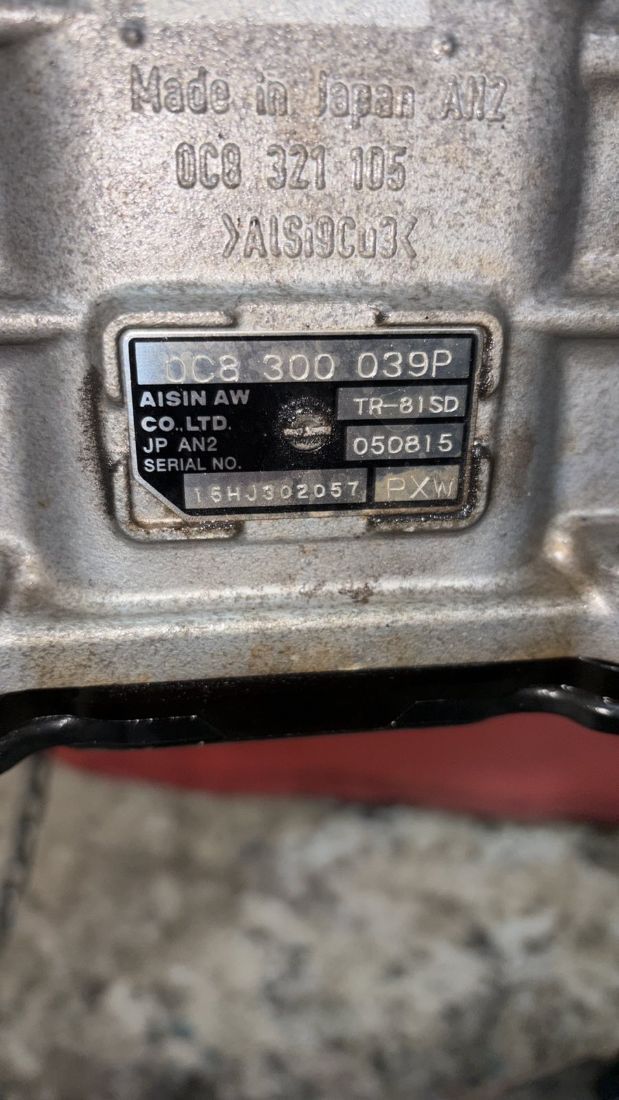 Made in Japan AN2
0C8 321 105
>AlSi9Cu3<
0C8 300 039P
AISIN AW
CO.,LTD.
TR-81SD
JP AN2
050815
SERIAL NO.
16HJ302057 PXW